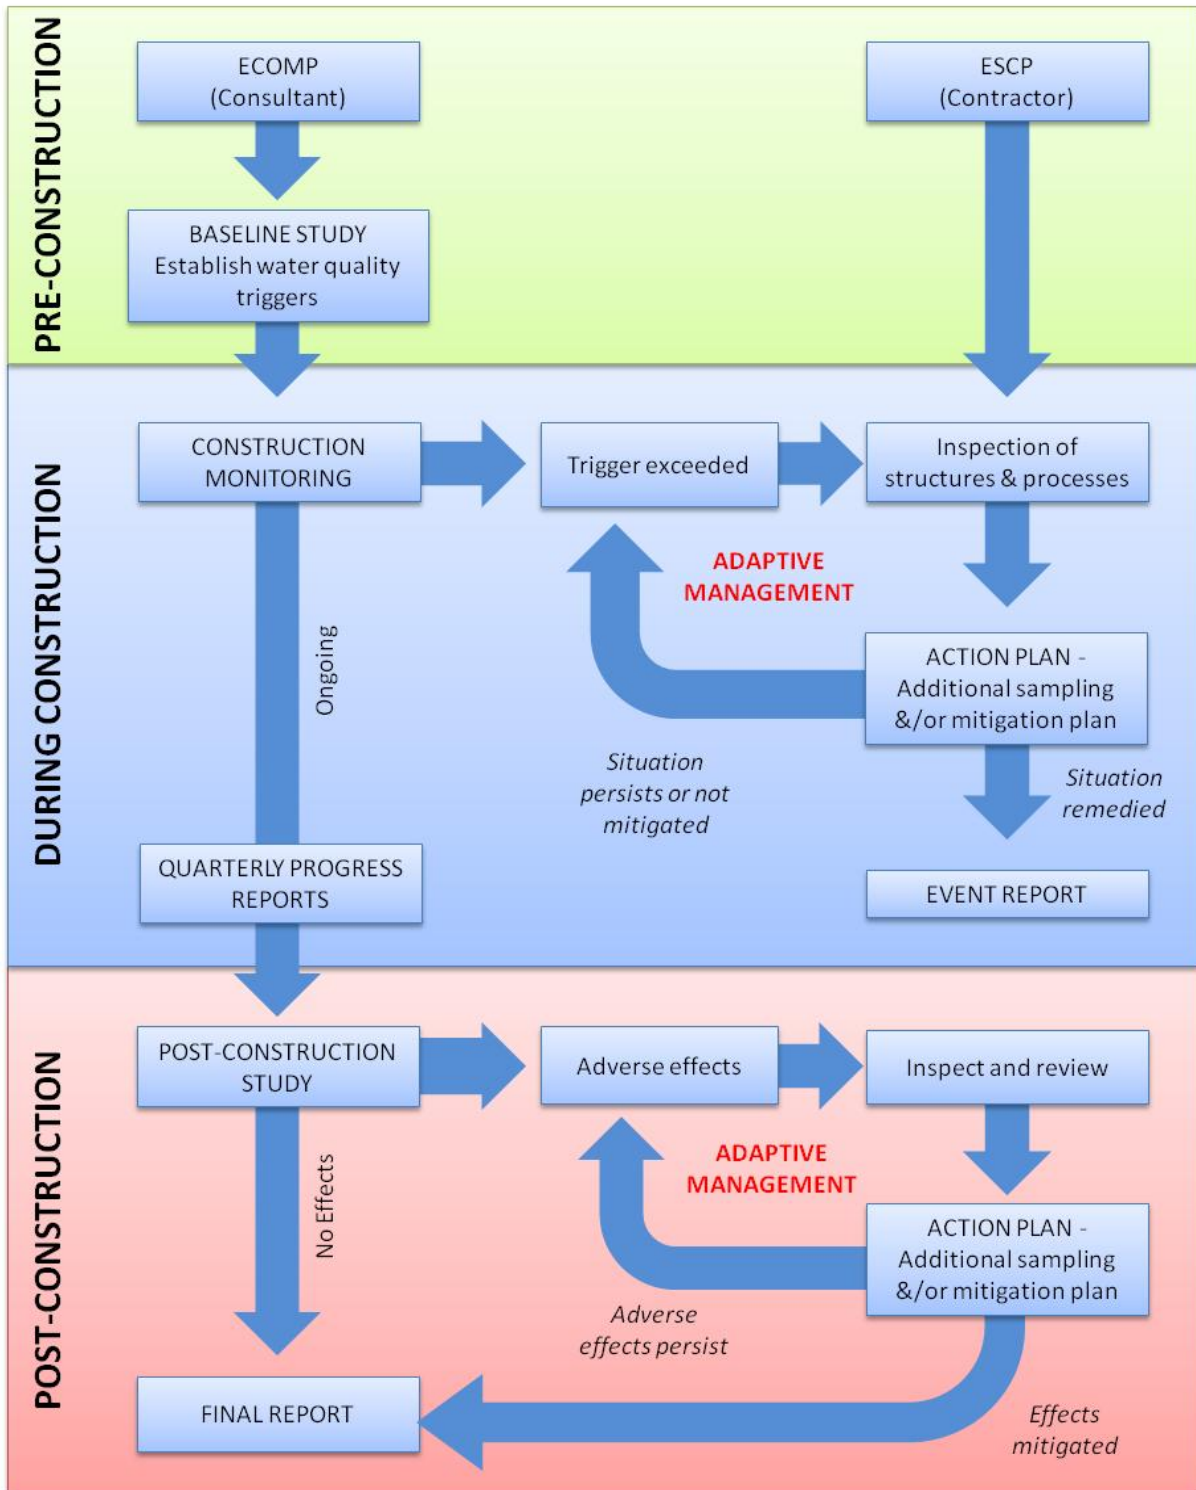 PRE-CONSTRUCTION
ECOMP
(Consultant)
ESCP
(Contractor)
BASELINE STUDY
Establish water quality
triggers
DURING CONSTRUCTION
CONSTRUCTION
MONITORING
Trigger exceeded
Inspection of
structures & processes
ADAPTIVE
MANAGEMENT
Ongoing
ACTION PLAN -
Additional sampling
&/or mitigation plan
Situation
persists or not
mitigated
Situation
remedied
QUARTERLY PROGRESS
REPORTS
EVENT REPORT
POST-CONSTRUCTION
POST-CONSTRUCTION
STUDY
Adverse effects
Inspect and review
ADAPTIVE
MANAGEMENT
No Effects
ACTION PLAN -
Additional sampling
&/or mitigation plan
Adverse
effects persist
FINAL REPORT
Effects
mitigated